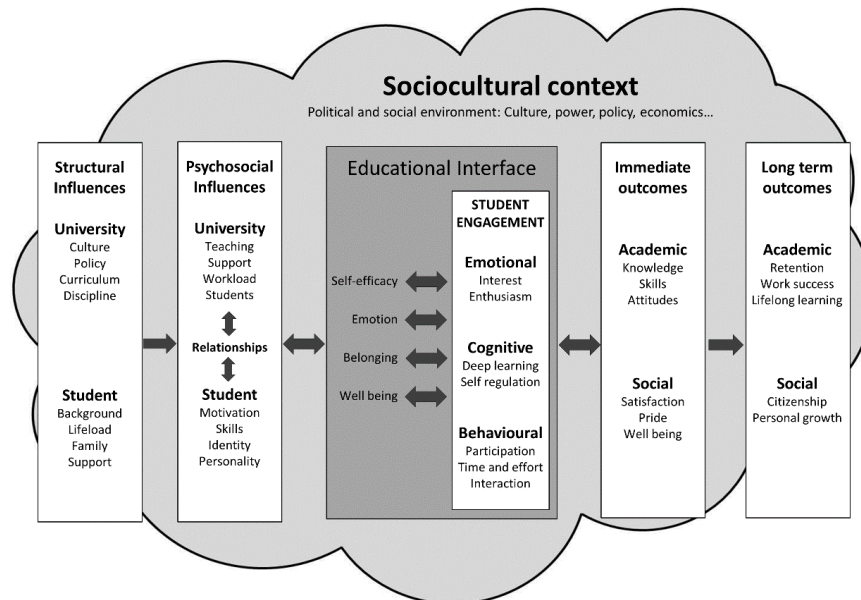 Sociocultural context
Political and social environment: Culture, power, policy, economics...
Structural
Influences
University
Culture
Policy
Curriculum
Discipline
Student
Background
Lifeload
Family
Support
Psychosocial
Influences
University
Teaching
Support
Workload
Students
Relationships
Student
Motivation
Skills
Identity
Personality
Educational Interface
Self-efficacy
Emotion
Belonging
Well being
STUDENT
ENGAGEMENT
Emotional
Interest
Enthusiasm
Cognitive
Deep learning
Self regulation
Behavioural
Participation
Time and effort
Interaction
Immediate
outcomes
Academic
Knowledge
Skills
Attitudes
Social
Satisfaction
Pride
Well being
Long term
outcomes
Academic
Retention
Work success
Lifelong learning
Social
Citizenship
Personal growth